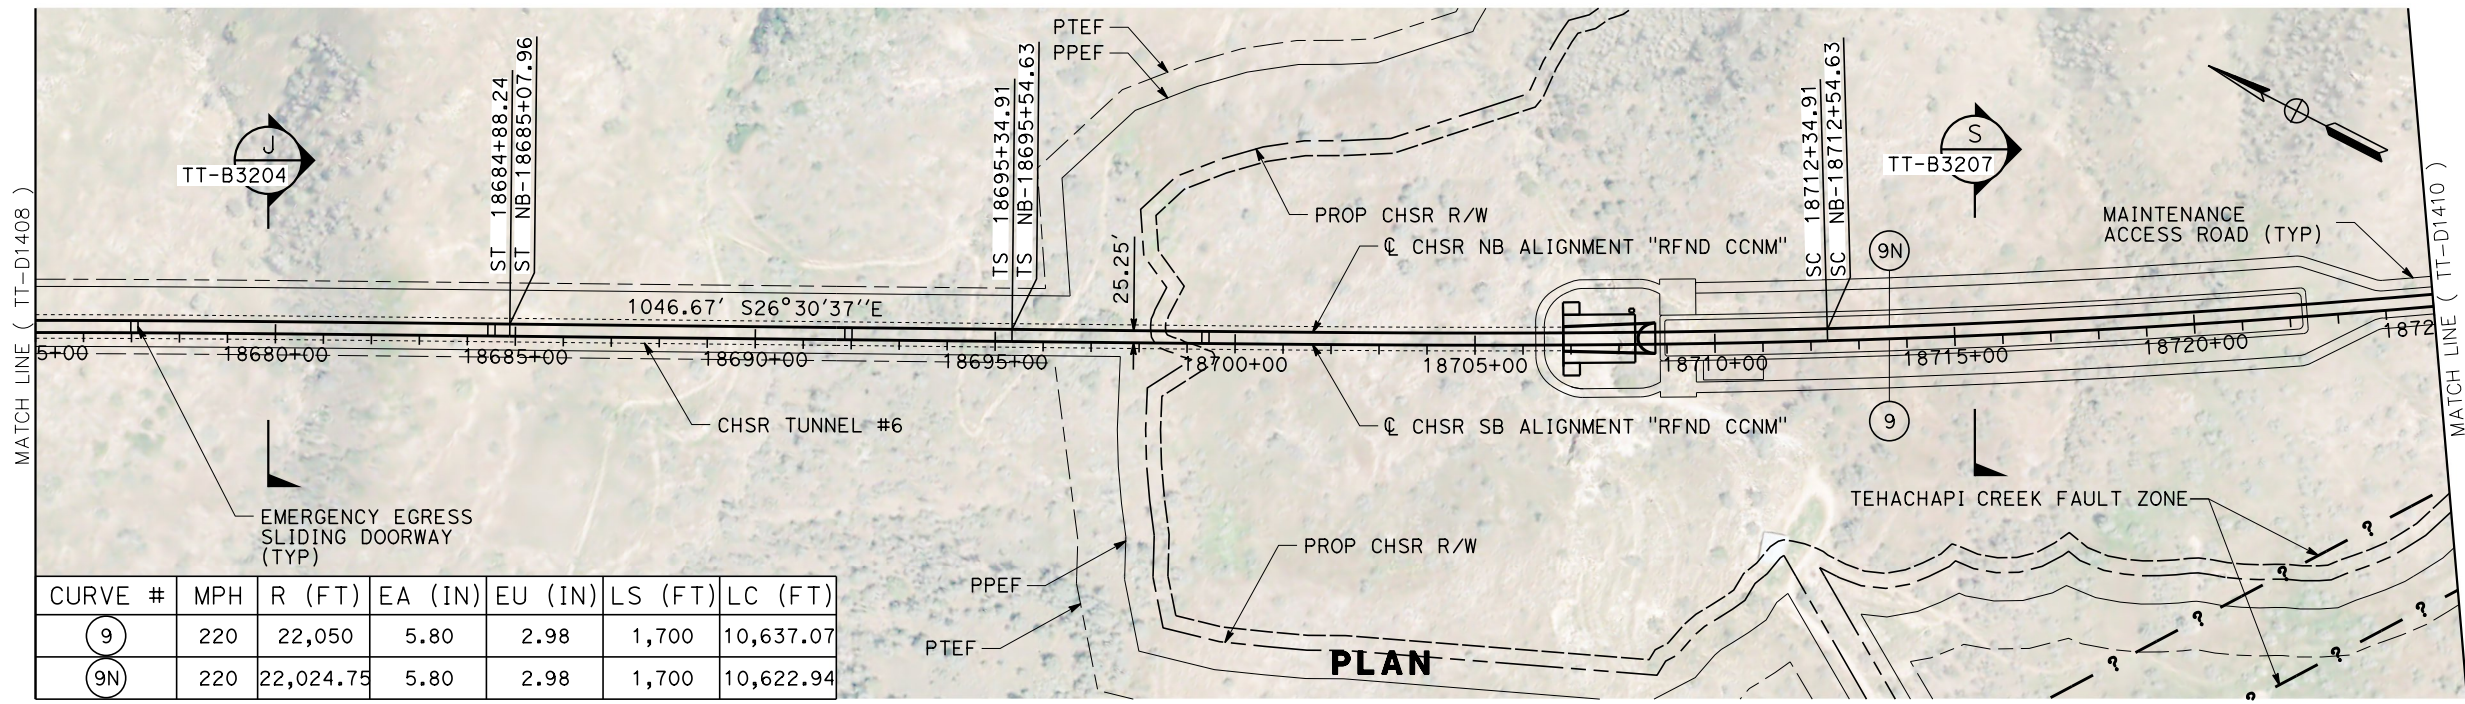 PTEF
PPEF
ST 18684+88.24
ST NB-18685+07.96
TS 18695+34.91
TS NB-18695+54.63
SC 18712+34.91
SC NB-18712+54.63
J
TT-B3204
S
TT-B3207
MATCH LINE ( TT-D1408 )
MATCH LINE ( TT-D1410 )
PROP CHSR R/W
℄ CHSR NB ALIGNMENT "RFND CCNM"
9N
MAINTENANCE
ACCESS ROAD (TYP)
25.25'
1046.67' S26°30'37''E
5+00
18680+00
18685+00
18690+00
18695+00
18700+00
18705+00
18710+00
18715+00
18720+00
1872
CHSR TUNNEL #6
℄ CHSR SB ALIGNMENT "RFND CCNM"
9
EMERGENCY EGRESS
SLIDING DOORWAY
(TYP)
TEHACHAPI CREEK FAULT ZONE
?
?
?
?
?
?
?
PROP CHSR R/W
PPEF
PTEF
CURVE # MPH R (FT) EA (IN) EU (IN) LS (FT) LC (FT)
9 220 22,050 5.80 2.98 1,700 10,637.07
9N 220 22,024.75 5.80 2.98 1,700 10,622.94
PLAN